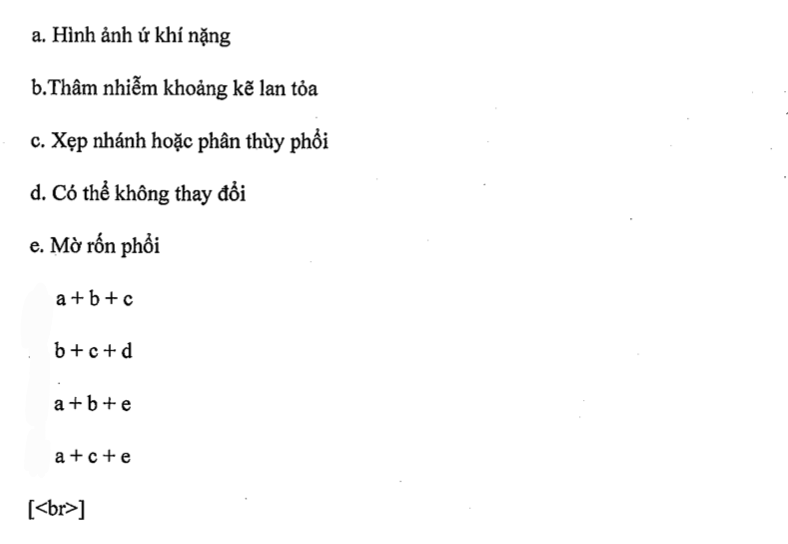 a. Hình ảnh ứ khí nặng
b.Thâm nhiễm khoảng kẽ lan tỏa
c. Xẹp nhánh hoặc phân thùy phổi
d. Có thể không thay đổi
e. Mờ rốn phổi
a + b + c
b + c + d
a + b + e
a + c + e
[<br>]